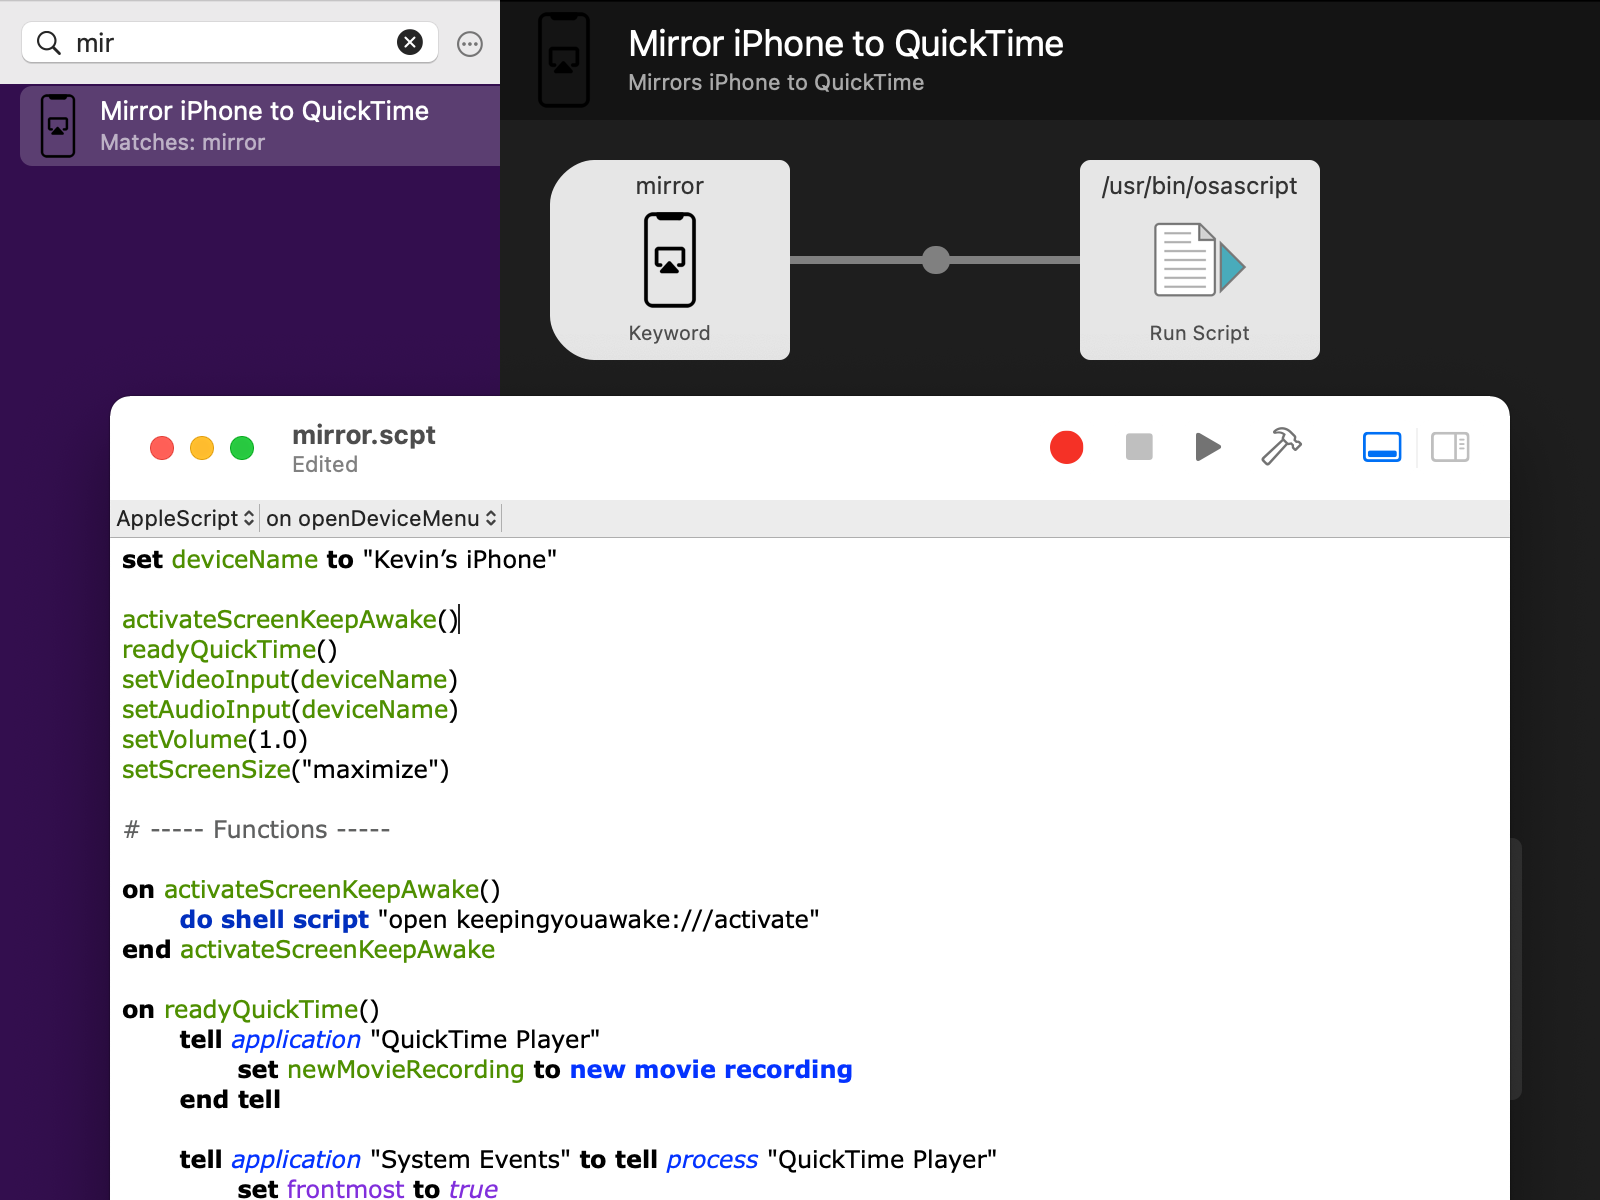 mir
Mirror iPhone to QuickTime
Matches: mirror
Mirror iPhone to QuickTime
Mirrors iPhone to QuickTime
mirror
Keyword
/usr/bin/osascript
Run Script
mirror.scpt
Edited
AppleScript on openDeviceMenu
set deviceName to "Kevin’s iPhone"
activateScreenKeepAwake()
readyQuickTime()
setVideoInput(deviceName)
setAudioInput(deviceName)
setVolume(1.0)
setScreenSize("maximize")
# ----- Functions -----
on activateScreenKeepAwake()
do shell script "open keepingyouawake:///activate"
end activateScreenKeepAwake
on readyQuickTime()
tell application "QuickTime Player"
set newMovieRecording to new movie recording
end tell
tell application "System Events" to tell process "QuickTime Player"
set frontmost to true